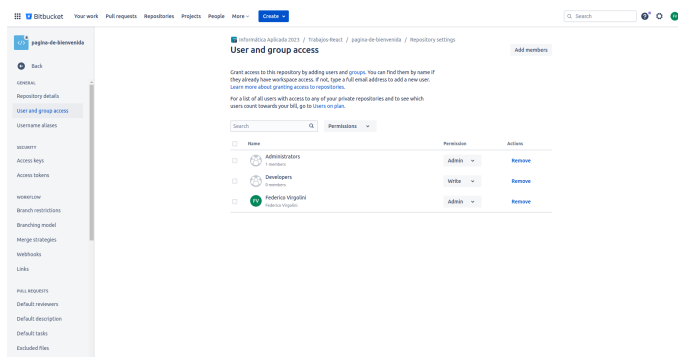 Bitbucket Your work Pull requests Repositories Projects People More Create Search
pagina-de-bienvenida
Back
GENERAL
Repository details
User and group access
Username aliases
SECURITY
Access keys
Access tokens
WORKFLOW
Branch restrictions
Branching model
Merge strategies
Webhooks
Links
PULL REQUESTS
Default reviewers
Default description
Default tasks
Excluded files
Informática Aplicada 2023 / Trabajos-React / pagina-de-bienvenida / Repository settings
User and group access
Add members
Grant access to this repository by adding users and groups. You can find them by name if
they already have workspace access. If not, type a full email address to add a new user.
Learn more about granting access to repositories.
For a list of all users with access to any of your private repositories and to see which
users count towards your bill, go to Users on plan.
Search Permissions
Name Permission Actions
Administrators
1 members
Admin Remove
Developers
0 members
Write Remove
FV Federico Virgolini
Federico Virgolini
Admin Remove